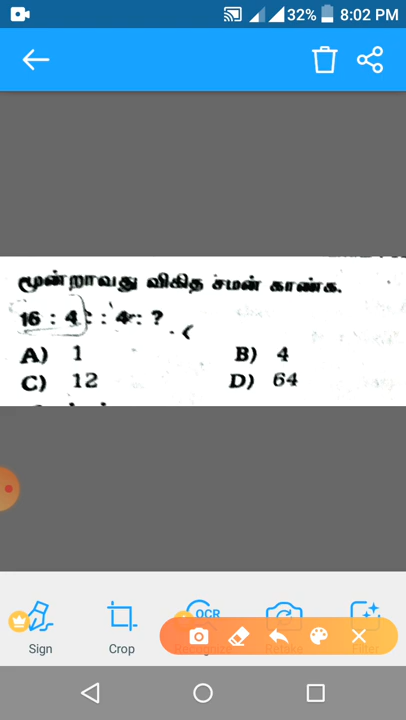 32% 8:02 PM
மூன்றாவது விகித சமன் காண்க.
16 : 4 : : 4 : ?
A) 1 B) 4
C) 12 D) 64
Sign Crop OCR